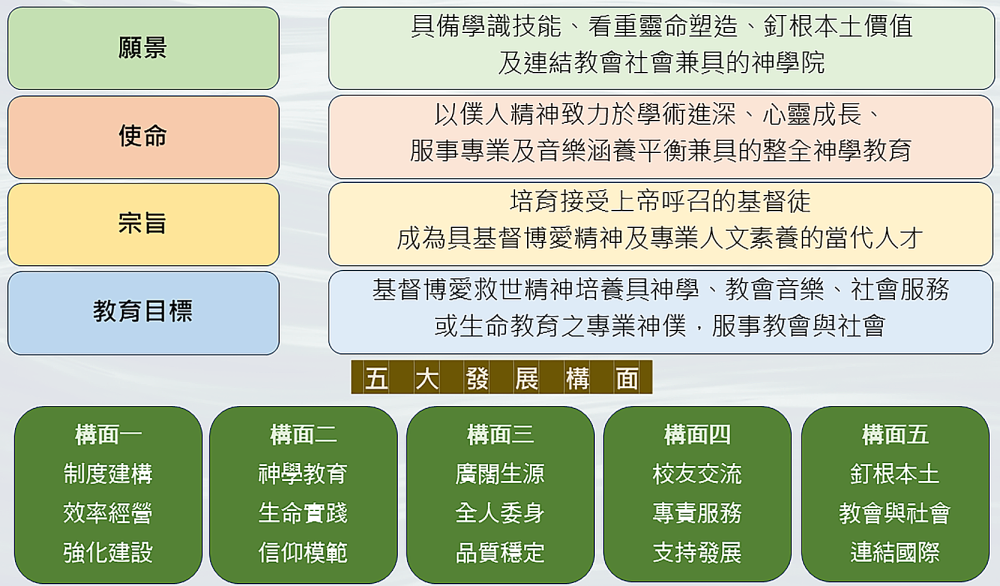 願景
具備學識技能、看重靈命塑造、釘根本土價值
及連結教會社會兼具的神學院
使命
以僕人精神致力於學術進深、心靈成長、
服事專業及音樂涵養平衡兼具的整全神學教育
宗旨
培育接受上帝呼召的基督徒
成為具基督博愛精神及專業人文素養的當代人才
教育目標
基督博愛救世精神培養具神學、教會音樂、社會服務
或生命教育之專業神僕，服事教會與社會
五大發展構面
構面一
制度建構
效率經營
強化建設
構面二
神學教育
生命實踐
信仰模範
構面三
廣闊生源
全人委身
品質穩定
構面四
校友交流
專責服務
支持發展
構面五
釘根本土
教會與社會
連結國際